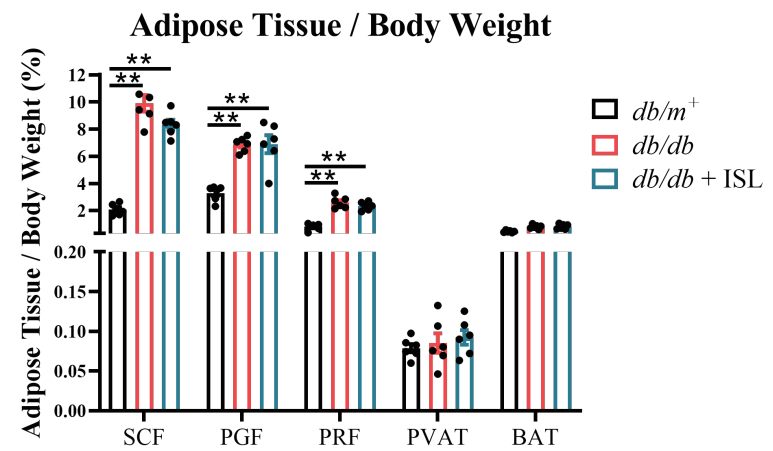 Adipose Tissue / Body Weight
Adipose Tissue / Body Weight (%)
12
10
8
6
4
2
0.20
0.15
0.10
0.05
0.00
**
**
**
**
**
**
SCF
PGF
PRF
PVAT
BAT
db/m+
db/db
db/db + ISL